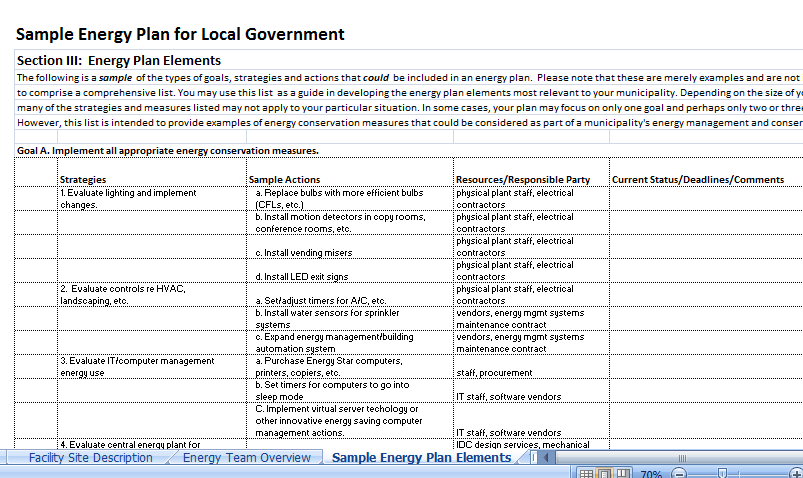 Sample Energy Plan for Local Government
Section III: Energy Plan Elements
The following is a sample of the types of goals, strategies and actions that could be included in an energy plan. Please note that these are merely examples and are not
to comprise a comprehensive list. You may use this list as a guide in developing the energy plan elements most relevant to your municipality. Depending on the size of
many of the strategies and measures listed may not apply to your particular situation. In some cases, your plan may focus on only one goal and perhaps only two or
However, this list is intended to provide examples of energy conservation measures that could be considered as part of a municipality's energy management and
Goal A. Implement all appropriate energy conservation measures.
Strategies Sample Actions Resources/Responsible Party Current Status/Deadlines/Comments
1. Evaluate lighting and implement a. Replace bulbs with more efficient bulbs physical plant staff, electrical
changes. (CFLs, etc.) contractors
b. Install motion detectors in copy rooms, physical plant staff, electrical
conference rooms, etc. contractors
physical plant staff, electrical
c. Install vending misers contractors
physical plant staff, electrical
d. Install LED exit signs contractors
2. Evaluate controls re HVAC, physical plant staff, electrical
landscaping, etc. a. Set/adjust timers for A/C, etc. contractors
b. Install water sensors for sprinkler vendors, energy mgmt systems
systems maintenance contract
c. Expand energy management/building vendors, energy mgmt systems
automation system maintenance contract
3. Evaluate IT/computer management a. Purchase Energy Star computers,
energy use printers, copiers, etc. staff, procurement
b. Set timers for computers to go into
sleep mode IT staff, software vendors
C. Implement virtual server techology or
other innovative energy saving computer
management actions. IT staff, software vendors
4. Evaluate central energy plant for IDC design services, mechanical
Facility Site Description Energy Team Overview Sample Energy Plan Elements
70%